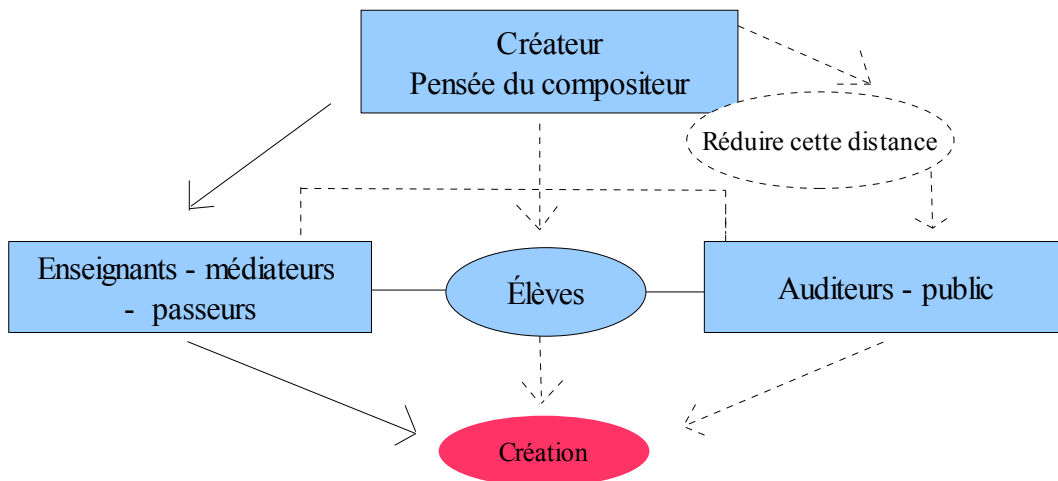 Créateur
Pensée du compositeur
Réduire cette distance
Enseignants - médiateurs
- passeurs
Élèves
Auditeurs - public
Création